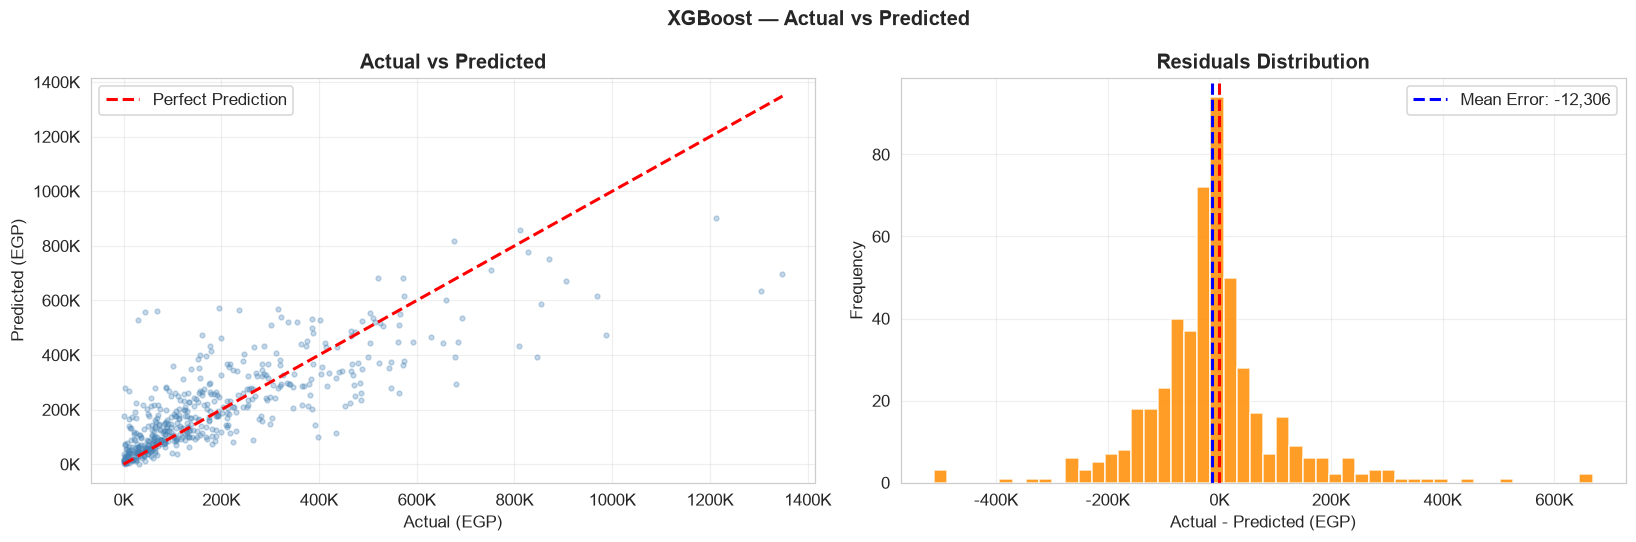 XGBoost — Actual vs Predicted
Actual vs Predicted
Perfect Prediction
1400K
1200K
1000K
800K
600K
400K
200K
0K
Predicted (EGP)
0K 200K 400K 600K 800K 1000K 1200K 1400K
Actual (EGP)
Residuals Distribution
Mean Error: -12,306
80
60
40
20
0
Frequency
-400K -200K 0K 200K 400K 600K
Actual - Predicted (EGP)